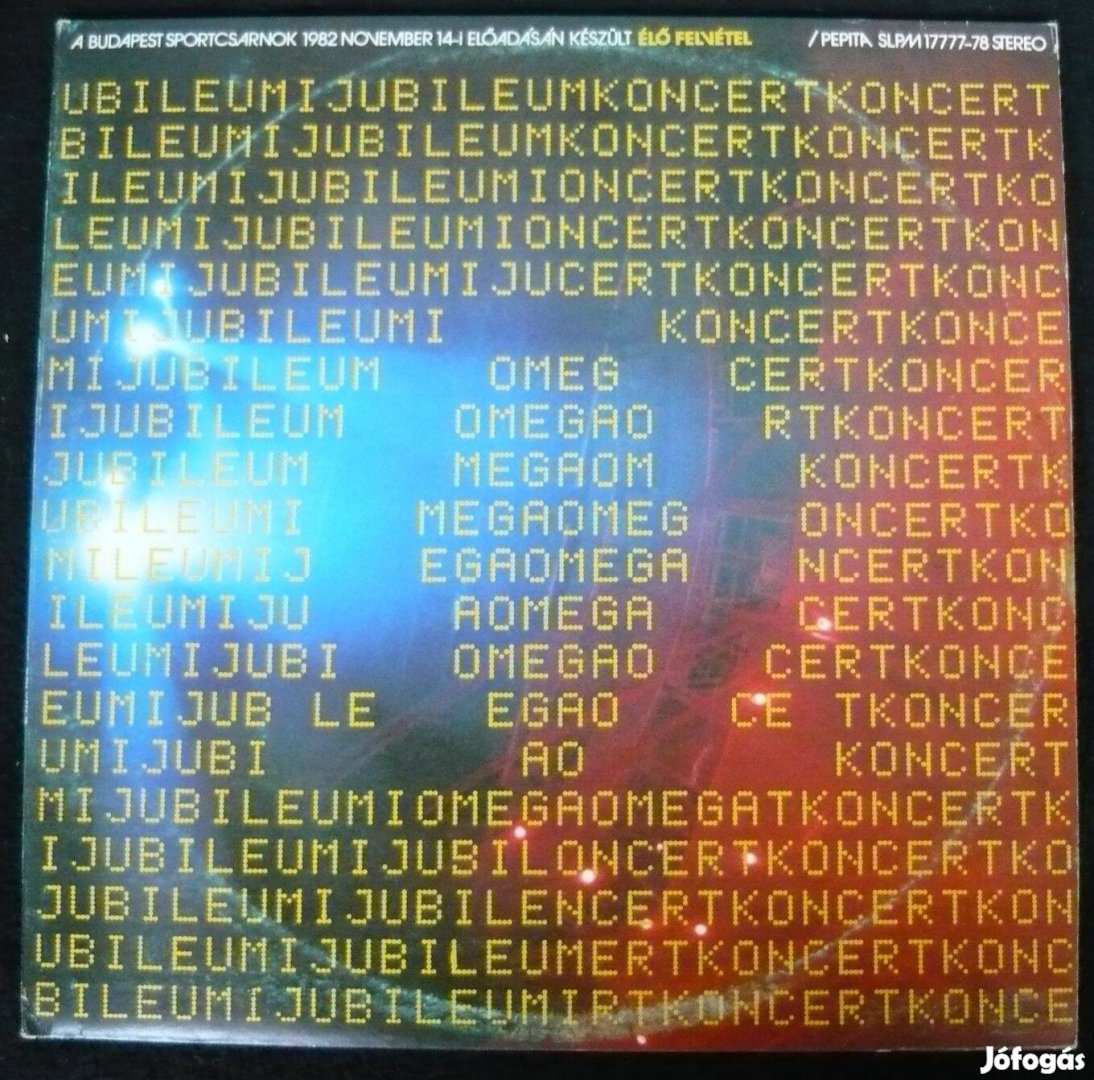 A BUDAPEST SPORTCSARNOK 1982 NOVEMBER 14-I ELŐADÁSÁN KÉSZÜLT ÉLŐ FELVÉTEL /PEPITA SLPM 17777-78 STEREO
UBILEUMIJUBILEUMKONCERTKONCERT
BILEUMIJUBILEUMKONCERTKONCERTK
ILEUMIJUBILEUMIONCERTKONCERTKO
LEUMIJUBILEUMIONCERTKONCERTKON
EUMIJUBILEUMIJUCERTKONCERTKONC
UMIJUBILEUMI KONCERTKONCE
MIJUBILEUM OMEG CERTKONCER
IJUBILEUM OMEGAO RTKONCERT
JUBILEUM MEGAOM KONCERTK
UBILEUMI MEGAOMEG ONCERTKO
MILEUMIJ EGAOMEGA NCERTKON
ILEUMIJU AOMEGA CERTKONC
LEUMIJUBI OMEGAO CERTKONCE
EUMIJUB LE EGAO CE TKONCER
UMIJUBI AO KONCERT
MIJUBILEUMIOMEGAOMEGATKONCERTK
IJUBILEUMIJUBILONCERTKONCERTKO
JUBILEUMIJUBILENCERTKONCERTKON
UBILEUMIJUBILEUMERTKONCERTKONC
BILEUMIJUBILEUMIRTKONCERTKONCE
Jófogás